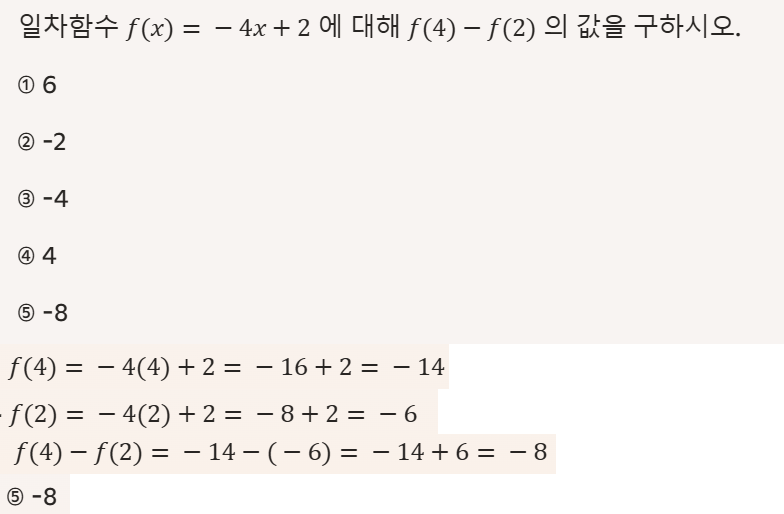 일차함수 f(x) = − 4x + 2 에 대해 f(4) − f(2) 의 값을 구하시오.
① 6
② -2
③ -4
④ 4
⑤ -8
f(4) = − 4(4) + 2 = − 16 + 2 = − 14
f(2) = − 4(2) + 2 = − 8 + 2 = − 6
f(4) − f(2) = − 14 − ( − 6) = − 14 + 6 = − 8
⑤ -8